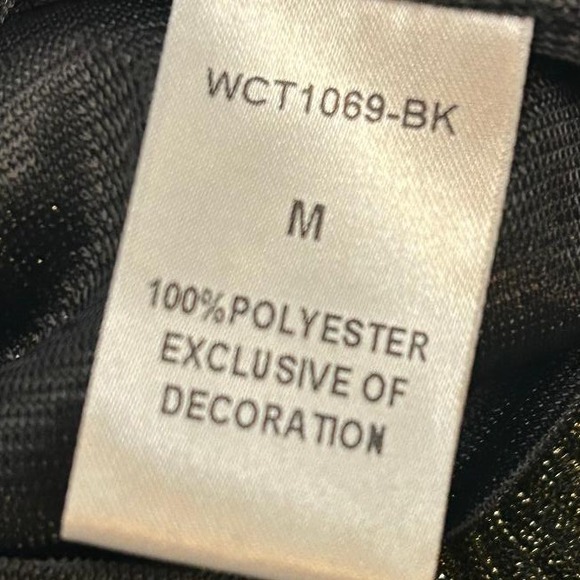 WCT1069-BK
M
100%POLYESTER
EXCLUSIVE OF
DECORATION